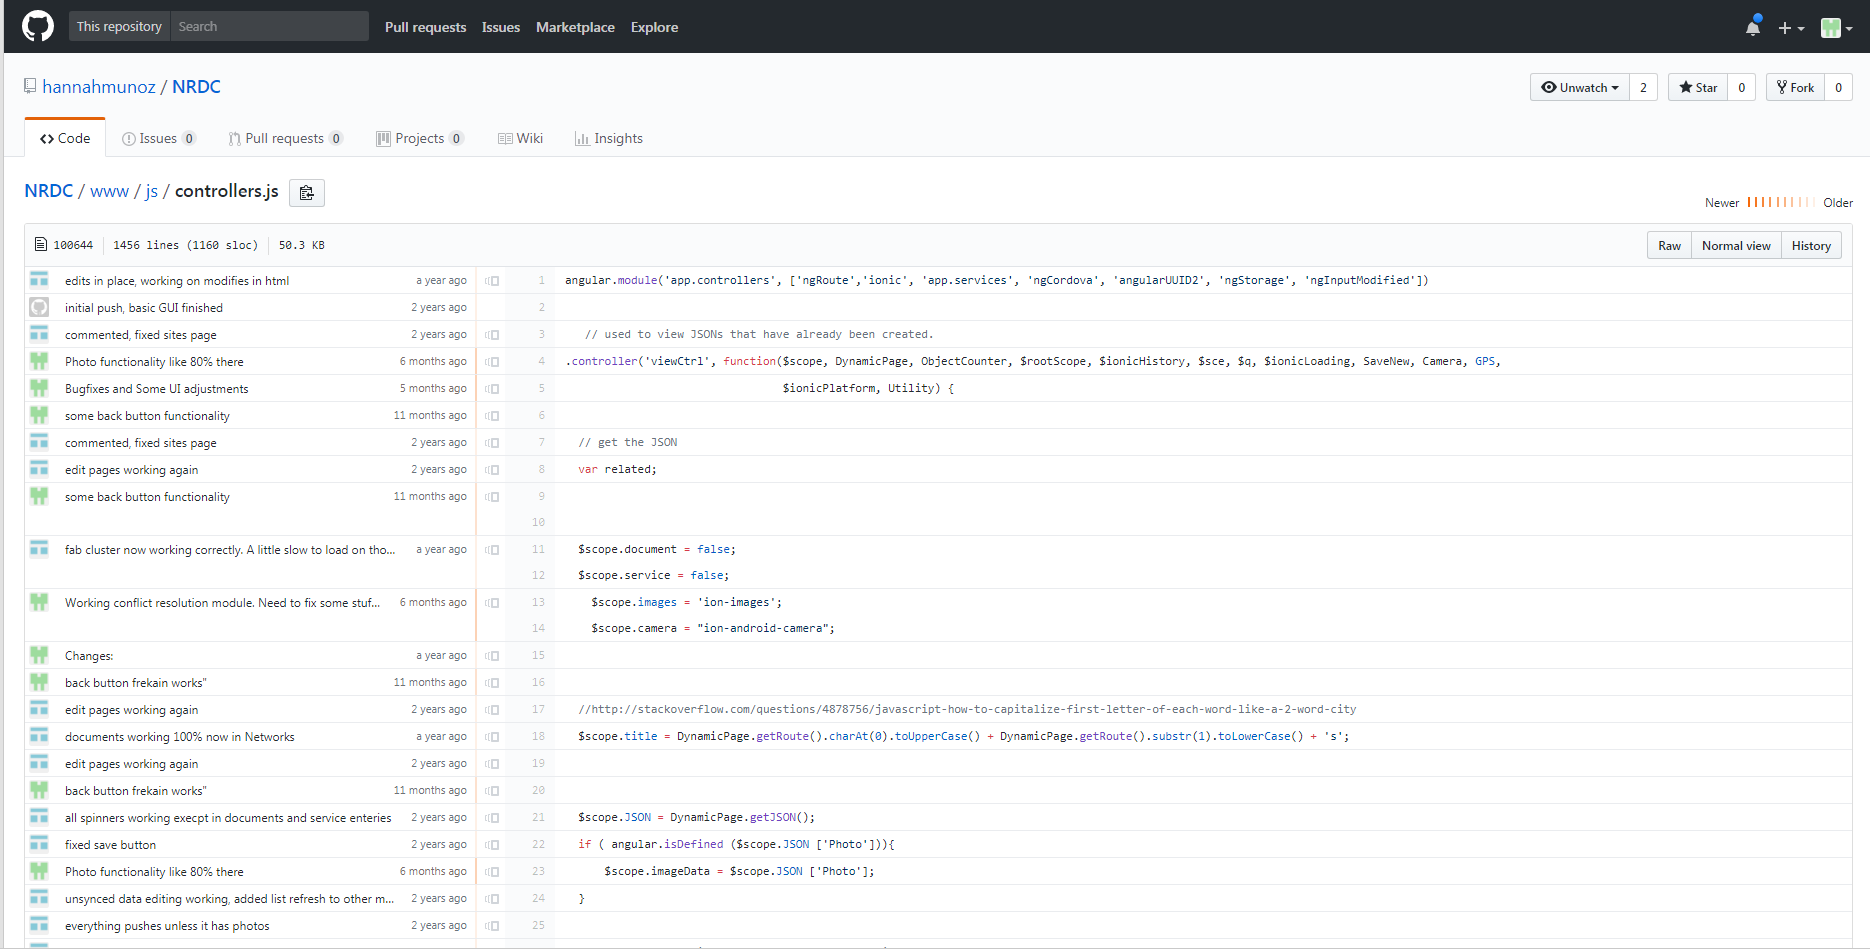 This repository Search Pull requests Issues Marketplace Explore
hannahmunoz / NRDC Unwatch 2 Star 0 Fork 0
Code Issues 0 Pull requests 0 Projects 0 Wiki Insights
NRDC / www / js / controllers.js
Newer Older
100644 1456 lines (1160 sloc) 50.3 KB Raw Normal view History
edits in place, working on modifies in html a year ago 1 angular.module('app.controllers', ['ngRoute','ionic', 'app.services', 'ngCordova', 'angularUUID2', 'ngStorage', 'ngInputModified'])
initial push, basic GUI finished 2 years ago 2
commented, fixed sites page 2 years ago 3 // used to view JSONs that have already been created.
Photo functionality like 80% there 6 months ago 4 .controller('viewCtrl', function($scope, DynamicPage, ObjectCounter, $rootScope, $ionicHistory, $sce, $q, $ionicLoading, SaveNew, Camera, GPS,
Bugfixes and Some UI adjustments 5 months ago 5 $ionicPlatform, Utility) {
some back button functionality 11 months ago 6
commented, fixed sites page 2 years ago 7 // get the JSON
edit pages working again 2 years ago 8 var related;
some back button functionality 11 months ago 9
10
fab cluster now working correctly. A little slow to load on tho... a year ago 11 $scope.document = false;
12 $scope.service = false;
Working conflict resolution module. Need to fix some stuf... 6 months ago 13 $scope.images = 'ion-images';
14 $scope.camera = "ion-android-camera";
Changes: a year ago 15
back button frekain works" 11 months ago 16
edit pages working again 2 years ago 17 //http://stackoverflow.com/questions/4878756/javascript-how-to-capitalize-first-letter-of-each-word-like-a-2-word-city
documents working 100% now in Networks a year ago 18 $scope.title = DynamicPage.getRoute().charAt(0).toUpperCase() + DynamicPage.getRoute().substr(1).toLowerCase() + 's';
edit pages working again 2 years ago 19
back button frekain works" 11 months ago 20
all spinners working execpt in documents and service enteries 2 years ago 21 $scope.JSON = DynamicPage.getJSON();
fixed save button 2 years ago 22 if ( angular.isDefined ($scope.JSON ['Photo'])){
Photo functionality like 80% there 6 months ago 23 $scope.imageData = $scope.JSON ['Photo'];
unsynced data editing working, added list refresh to other m... 2 years ago 24 }
everything pushes unless it has photos 2 years ago 25